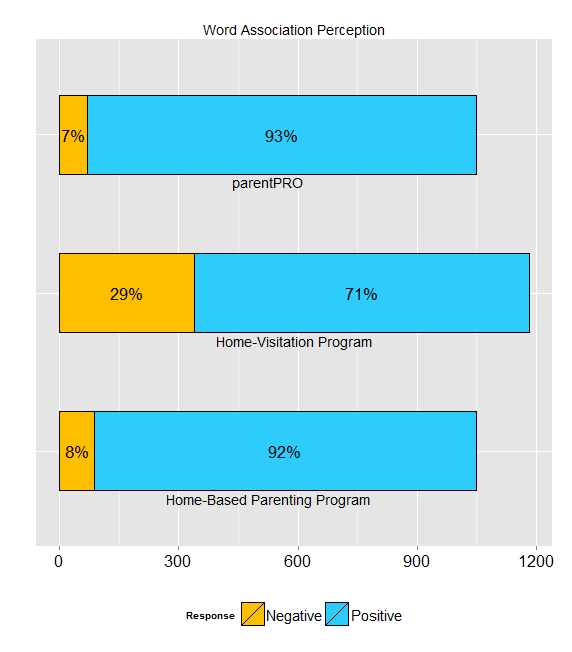 Word Association Perception
7% 93%
parentPRO
29% 71%
Home-Visitation Program
8% 92%
Home-Based Parenting Program
0 300 600 900 1200
Response Negative Positive